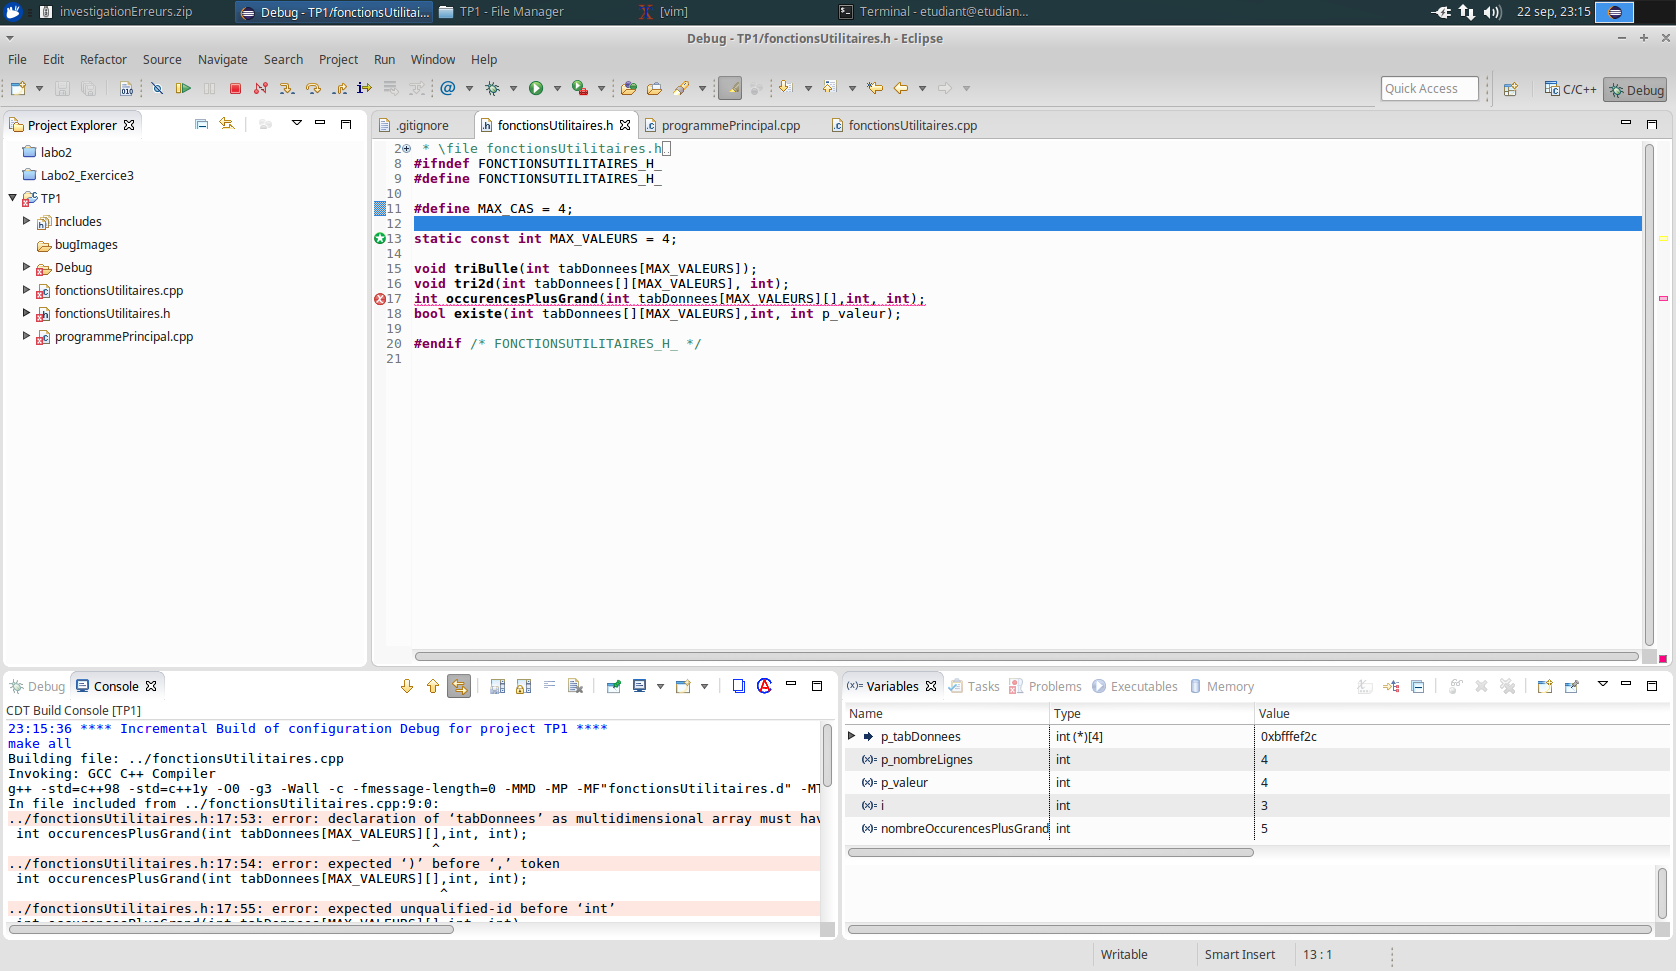 investigationErreurs.zip
Debug - TP1/fonctionsUtilitai...
TP1 - File Manager
[vim]
Terminal - etudiant@etudian...
22 sep, 23:15
Debug - TP1/fonctionsUtilitaires.h - Eclipse
File Edit Refactor Source Navigate Search Project Run Window Help
Quick Access
C/C++
Debug
Project Explorer
labo2
Labo2_Exercice3
TP1
Includes
bugImages
Debug
fonctionsUtilitaires.cpp
fonctionsUtilitaires.h
programmePrincipal.cpp
.gitignore
fonctionsUtilitaires.h
programmePrincipal.cpp
fonctionsUtilitaires.cpp
2 * \file fonctionsUtilitaires.h
8 #ifndef FONCTIONSUTILITAIRES_H_
9 #define FONCTIONSUTILITAIRES_H_
10
11 #define MAX_CAS = 4;
12
13 static const int MAX_VALEURS = 4;
14
15 void triBulle(int tabDonnees[MAX_VALEURS]);
16 void tri2d(int tabDonnees[][MAX_VALEURS], int);
17 int occurencesPlusGrand(int tabDonnees[MAX_VALEURS][],int, int);
18 bool existe(int tabDonnees[][MAX_VALEURS],int, int p_valeur);
19
20 #endif /* FONCTIONSUTILITAIRES_H_ */
21
Debug
Console
CDT Build Console [TP1]
23:15:36 **** Incremental Build of configuration Debug for project TP1 ****
make all
Building file: ../fonctionsUtilitaires.cpp
Invoking: GCC C++ Compiler
g++ -std=c++98 -std=c++1y -O0 -g3 -Wall -c -fmessage-length=0 -MMD -MP -MF"fonctionsUtilitaires.d" -MT
In file included from ../fonctionsUtilitaires.cpp:9:0:
../fonctionsUtilitaires.h:17:53: error: declaration of ‘tabDonnees’ as multidimensional array must hav
int occurencesPlusGrand(int tabDonnees[MAX_VALEURS][],int, int);
^
../fonctionsUtilitaires.h:17:54: error: expected ‘)’ before ‘,’ token
int occurencesPlusGrand(int tabDonnees[MAX_VALEURS][],int, int);
^
../fonctionsUtilitaires.h:17:55: error: expected unqualified-id before ‘int’
int occurencesPlusGrand(int tabDonnees[MAX_VALEURS][],int, int)
Variables
Tasks
Problems
Executables
Memory
Name Type Value
p_tabDonnees int (*)[4] 0xbfffef2c
p_nombreLignes int 4
p_valeur int 4
i int 3
nombreOccurencesPlusGrand int 5
Writable
Smart Insert
13 : 1